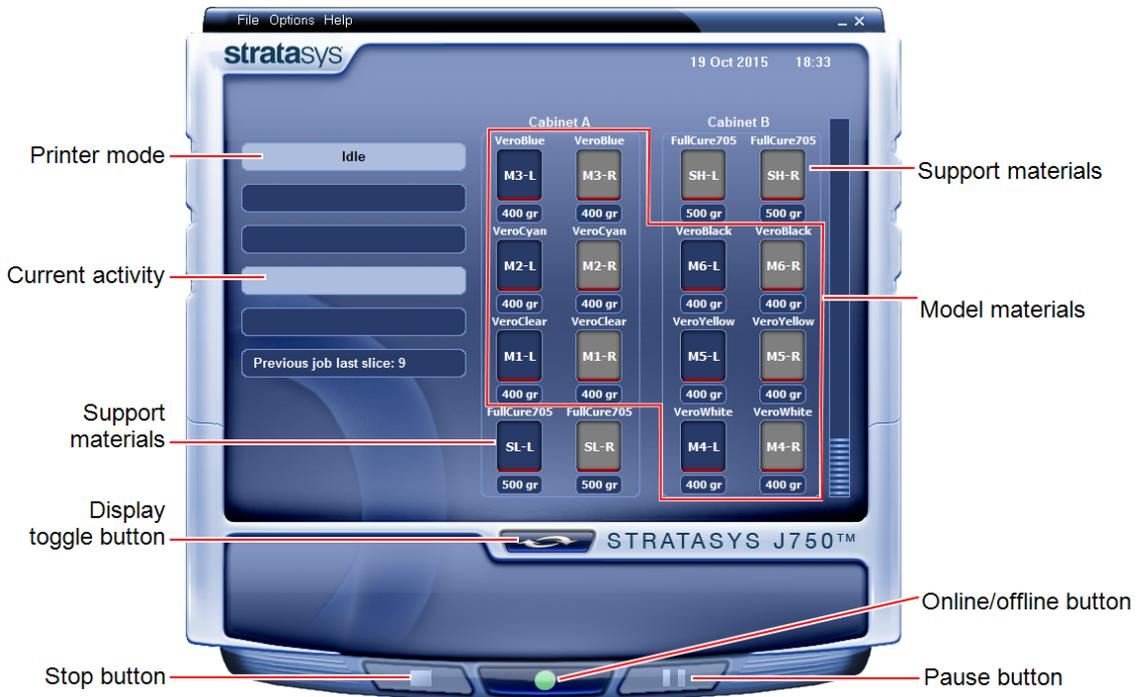 File Options Help
stratasys
19 Oct 2015 18:33
Cabinet A Cabinet B
VeroBlue VeroBlue FullCure705 FullCure705
Printer mode
Idle
M3-L M3-R SH-L SH-R
Support materials
400 gr 400 gr 500 gr 500 gr
VeroCyan VeroCyan VeroBlack VeroBlack
Current activity
M2-L M2-R M6-L M6-R
400 gr 400 gr 400 gr 400 gr
Model materials
VeroClear VeroClear VeroYellow VeroYellow
Previous job last slice: 9
M1-L M1-R M5-L M5-R
400 gr 400 gr 400 gr 400 gr
FullCure705 FullCure705 VeroWhite VeroWhite
Support
materials
SL-L SL-R M4-L M4-R
500 gr 500 gr 400 gr 400 gr
Display
toggle button
STRATASYS J750™
Online/offline button
Stop button
Pause button